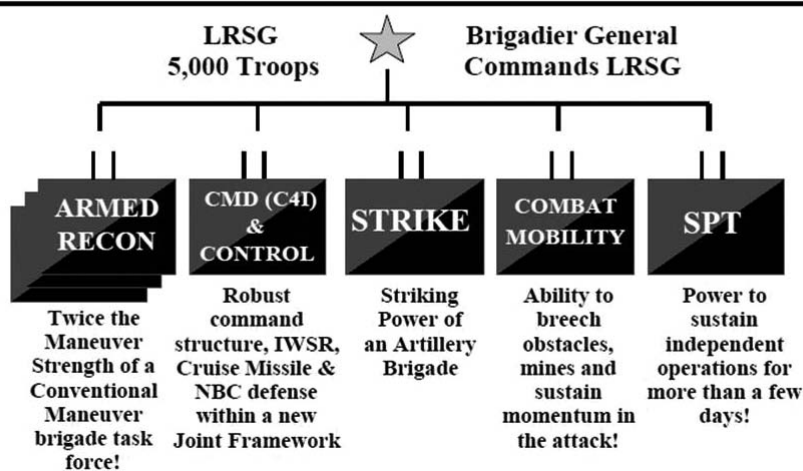 LRSG
5,000 Troops
Brigadier General
Commands LRSG
ARMED
RECON
CMD (C4I)
&
CONTROL
STRIKE
COMBAT
MOBILITY
SPT
Twice the
Maneuver
Strength of a
Conventional
Maneuver
brigade task
force!
Robust
command
structure, IWSR,
Cruise Missile &
NBC defense
within a new
Joint Framework
Striking
Power of
an Artillery
Brigade
Ability to
breech
obstacles,
mines and
sustain
momentum in
the attack!
Power to
sustain
independent
operations for
more than a few
days!